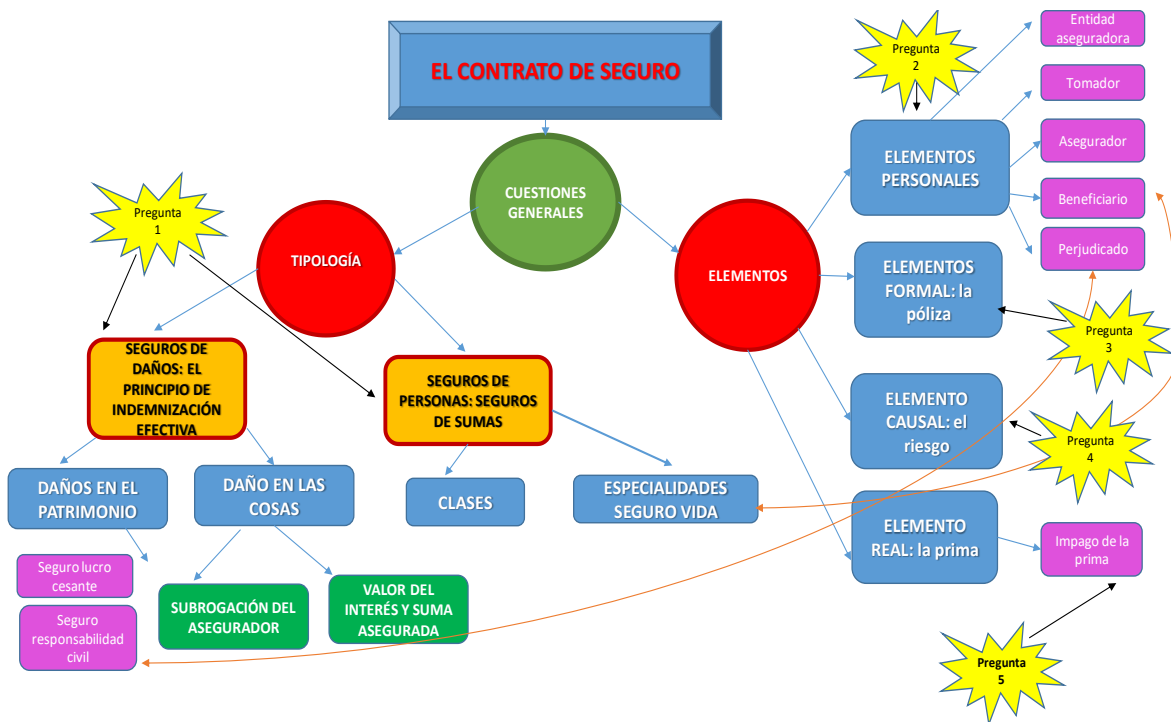 EL CONTRATO DE SEGURO
CUESTIONES
GENERALES
TIPOLOGÍA
ELEMENTOS
Pregunta
1
SEGUROS DE
DAÑOS: EL
PRINCIPIO DE
INDEMNIZACIÓN
EFECTIVA
SEGUROS DE
PERSONAS: SEGUROS
DE SUMAS
DAÑOS EN EL
PATRIMONIO
DAÑO EN LAS
COSAS
CLASES
ESPECIALIDADES
SEGURO VIDA
Seguro lucro
cesante
Seguro
responsabilidad
civil
SUBROGACIÓN DEL
ASEGURADOR
VALOR DEL
INTERÉS Y SUMA
ASEGURADA
Pregunta
2
ELEMENTOS
PERSONALES
Entidad
aseguradora
Tomador
Asegurador
Beneficiario
Perjudicado
ELEMENTOS
FORMAL: la
póliza
Pregunta
3
ELEMENTO
CAUSAL: el
riesgo
Pregunta
4
ELEMENTO
REAL: la prima
Impago de la
prima
Pregunta
5